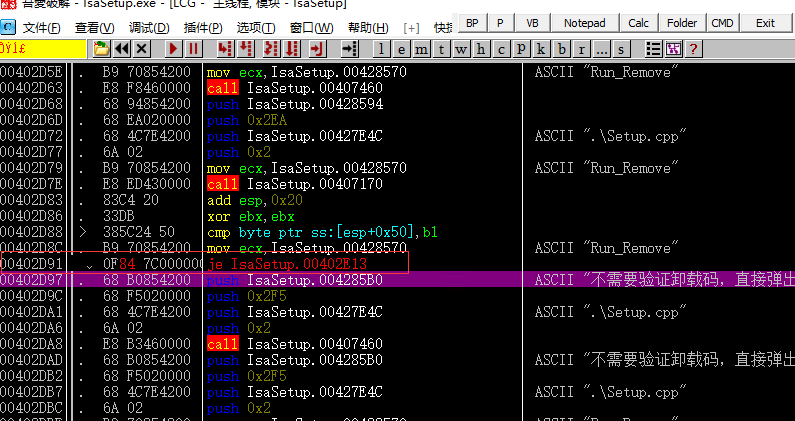 吾爱破解 - IsaSetup.exe - [LCG - 主线程, 模块 - IsaSetup]
文件(F) 查看(V) 调试(D) 插件(P) 选项(T) 窗口(W) 帮助(H) [+] 快捷 BP P VB Notepad Calc Folder CMD Exit
l e m t w h c P k b r ... s ?
00402D5E . B9 70854200 mov ecx,IsaSetup.00428570 ASCII "Run_Remove"
00402D63 . E8 F8460000 call IsaSetup.00407460
00402D68 . 68 94854200 push IsaSetup.00428594
00402D6D . 68 EA020000 push 0x2EA
00402D72 . 68 4C7E4200 push IsaSetup.00427E4C ASCII ".\Setup.cpp"
00402D77 . 6A 02 push 0x2
00402D79 . B9 70854200 mov ecx,IsaSetup.00428570 ASCII "Run_Remove"
00402D7E . E8 ED430000 call IsaSetup.00407170
00402D83 . 83C4 20 add esp,0x20
00402D86 . 33DB xor ebx,ebx
00402D88 > 385C24 50 cmp byte ptr ss:[esp+0x50],bl
00402D8C . B9 70854200 mov ecx,IsaSetup.00428570 ASCII "Run_Remove"
00402D91 . 0F84 7C000000 je IsaSetup.00402E13
00402D97 . 68 B0854200 push IsaSetup.004285B0 ASCII "不需要验证卸载码，直接弹出
00402D9C . 68 F5020000 push 0x2F5
00402DA1 . 68 4C7E4200 push IsaSetup.00427E4C ASCII ".\Setup.cpp"
00402DA6 . 6A 02 push 0x2
00402DA8 . E8 B3460000 call IsaSetup.00407460
00402DAD . 68 B0854200 push IsaSetup.004285B0 ASCII "不需要验证卸载码，直接弹出
00402DB2 . 68 F5020000 push 0x2F5
00402DB7 . 68 4C7E4200 push IsaSetup.00427E4C ASCII ".\Setup.cpp"
00402DBC . 6A 02 push 0x2